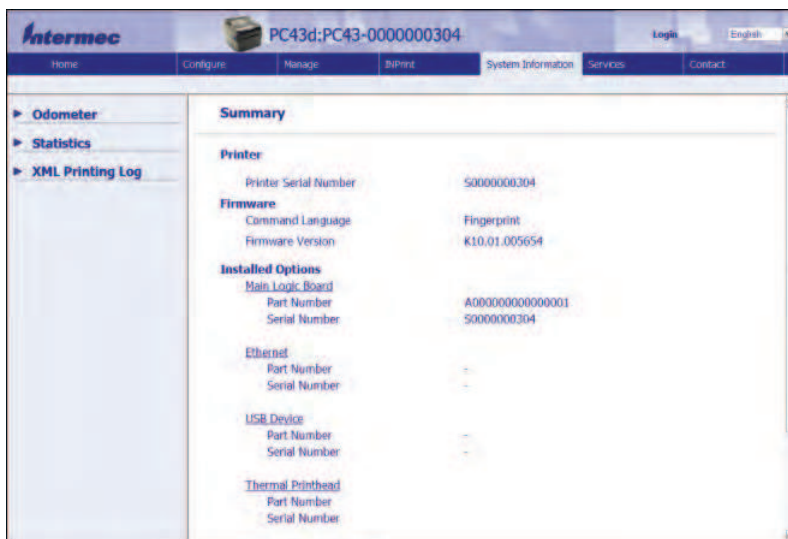 Intermec
PC43d:PC43-0000000304
Login
English
Home
Configure
Manage
INPrint
System Information
Services
Contact
Odometer
Statistics
XML Printing Log
Summary
Printer
Printer Serial Number S0000000304
Firmware
Command Language Fingerprint
Firmware Version K10.01.005654
Installed Options
Main Logic Board
Part Number A000000000000001
Serial Number S0000000304
Ethernet
Part Number -
Serial Number -
USB Device
Part Number -
Serial Number -
Thermal Printhead
Part Number
Serial Number